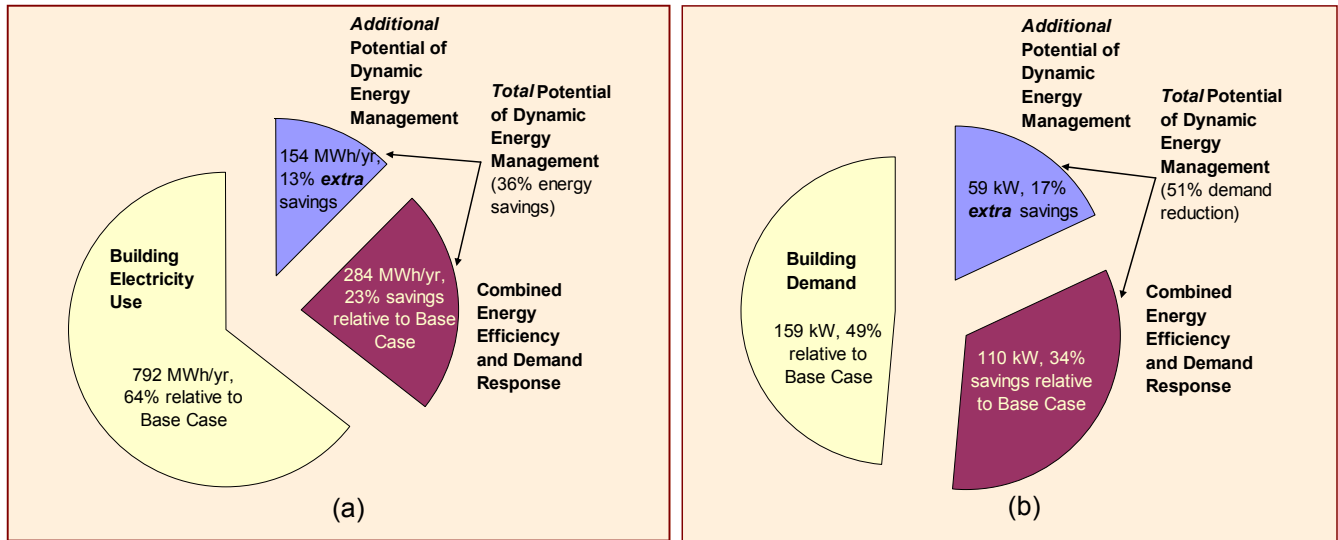 Additional
Potential of
Dynamic
Energy
Management
Total Potential
of Dynamic
Energy
Management
(36% energy
savings)
154 MWh/yr,
13% extra
savings
Building
Electricity
Use
284 MWh/yr,
23% savings
relative to Base
Case
Combined
Energy
Efficiency
and Demand
Response
792 MWh/yr,
64% relative to
Base Case
(a)
Additional
Potential of
Dynamic
Energy
Management
Total Potential
of Dynamic
Energy
Management
(51% demand
reduction)
59 kW, 17%
extra savings
Building
Demand
159 kW, 49%
relative to
Base Case
110 kW, 34%
savings relative
to Base Case
Combined
Energy
Efficiency
and Demand
Response
(b)